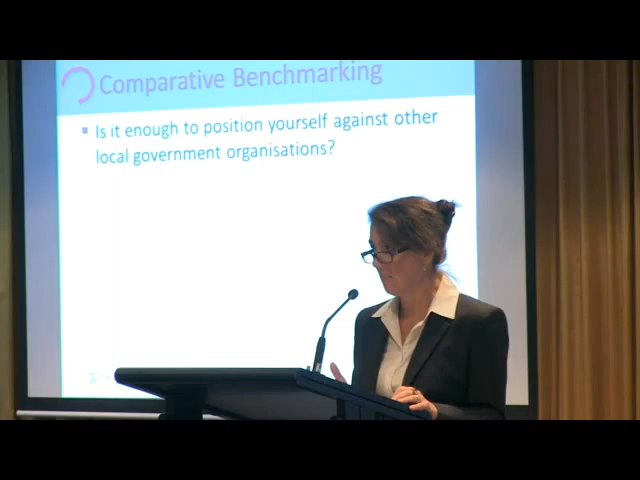 Comparative Benchmarking
Is it enough to position yourself against other
local government organisations?